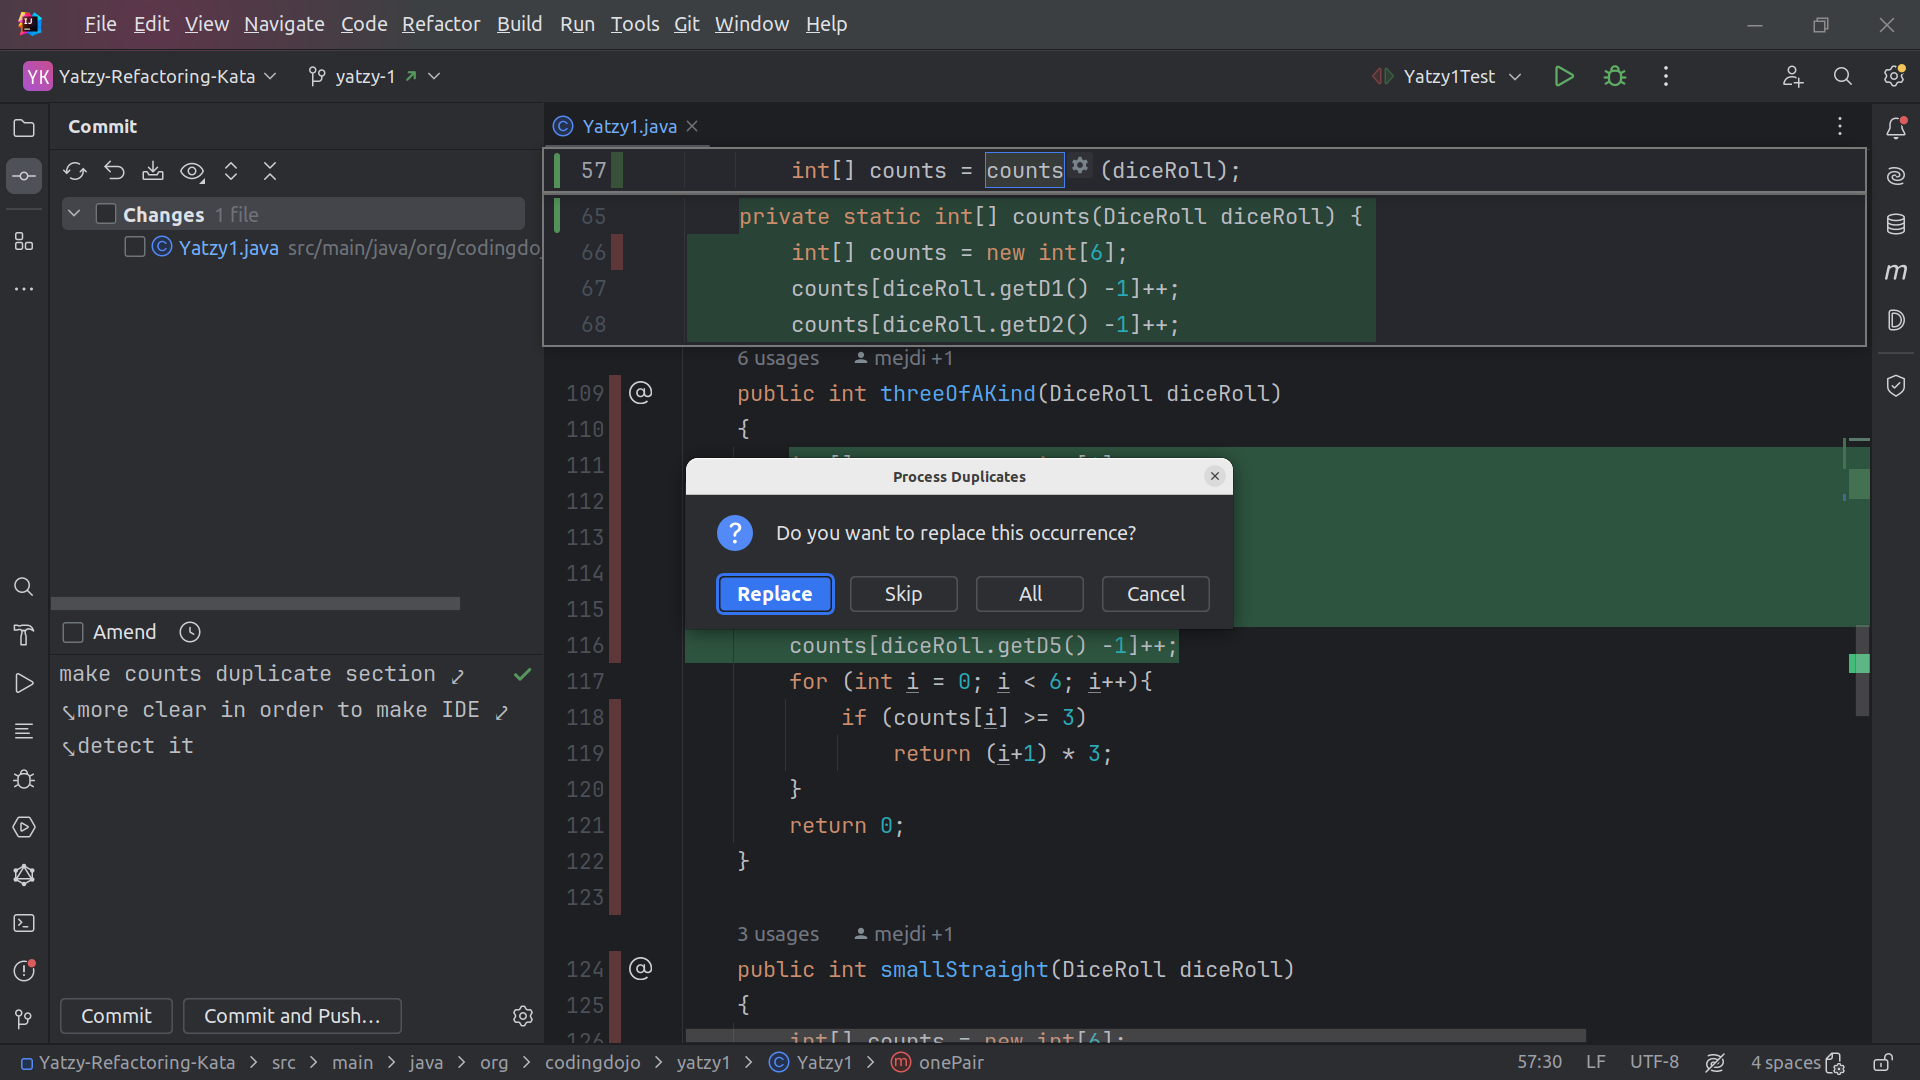 File Edit View Navigate Code Refactor Build Run Tools Git Window Help
YK Yatzy-Refactoring-Kata yatzy-1 Yatzy1Test
Commit
Yatzy1.java
Changes 1 file
Yatzy1.java src/main/java/org/codingdo
57 int[] counts = counts (diceRoll);
65 private static int[] counts(DiceRoll diceRoll) {
66 int[] counts = new int[6];
67 counts[diceRoll.getD1() -1]++;
68 counts[diceRoll.getD2() -1]++;
6 usages mejdi +1
109 public int threeOfAKind(DiceRoll diceRoll)
110 {
111
112
113
114
115
Process Duplicates
Do you want to replace this occurrence?
Replace Skip All Cancel
116 counts[diceRoll.getD5() -1]++;
117 for (int i = 0; i < 6; i++){
118 if (counts[i] >= 3)
119 return (i+1) * 3;
120 }
121 return 0;
122 }
123
3 usages mejdi +1
124 public int smallStraight(DiceRoll diceRoll)
125 {
126 int[] counts = new int[6];
Amend
make counts duplicate section
more clear in order to make IDE
detect it
Commit Commit and Push...
Yatzy-Refactoring-Kata > src > main > java > org > codingdojo > yatzy1 > Yatzy1 > onePair
57:30 LF UTF-8 4 spaces